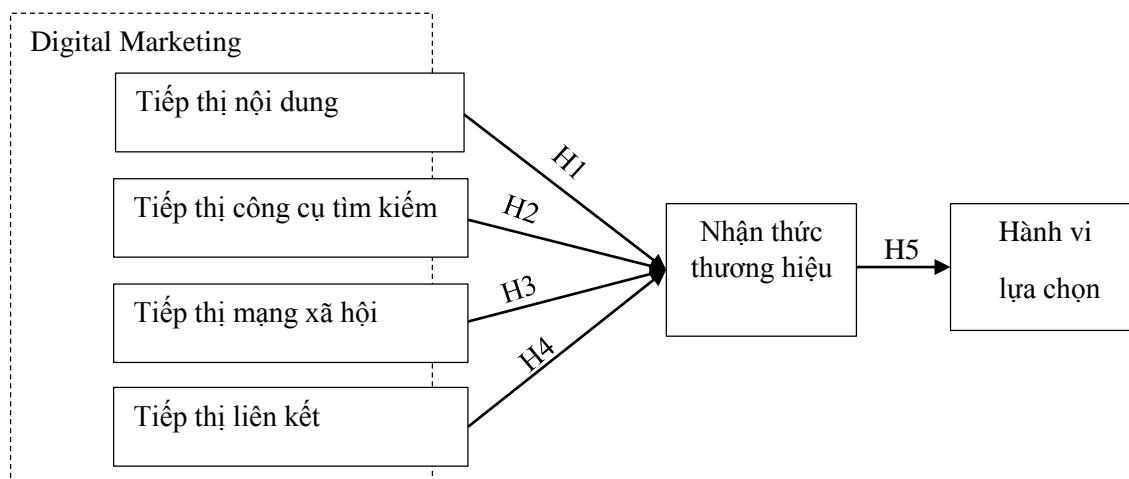 Digital Marketing
Tiếp thị nội dung
Tiếp thị công cụ tìm kiếm
Tiếp thị mạng xã hội
Tiếp thị liên kết
H1
H2
H3
H4
Nhận thức
thương hiệu
H5
Hành vi
lựa chọn